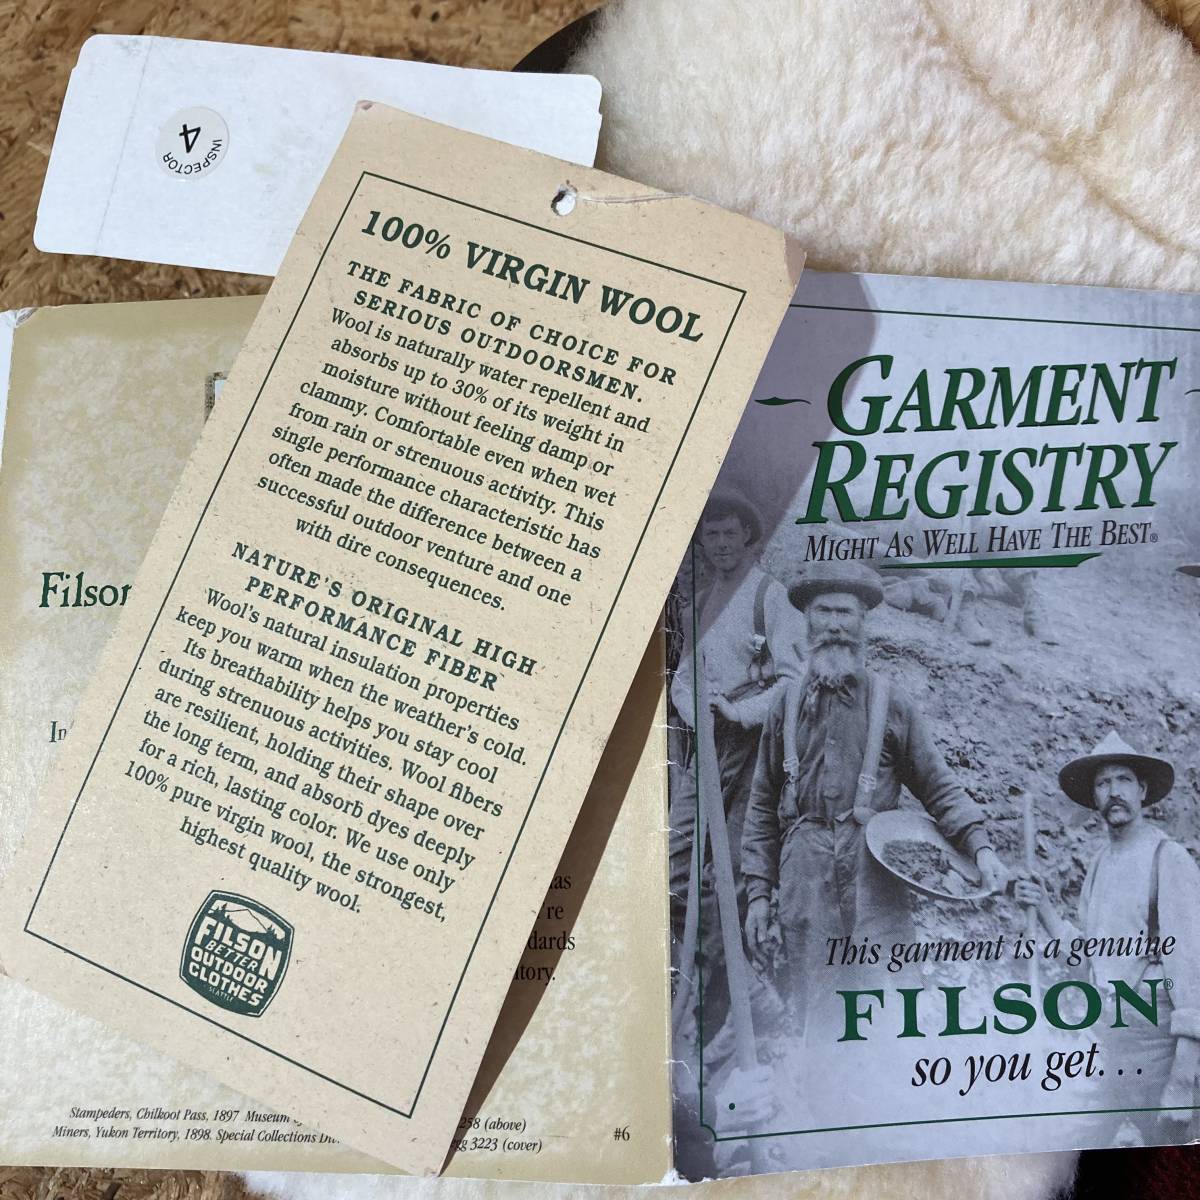 INSPECTOR
4
100% VIRGIN WOOL
THE FABRIC OF CHOICE FOR
SERIOUS OUTDOORSMEN.
Wool is naturally water repellent and
absorbs up to 30% of its weight in
moisture without feeling damp or
clammy. Comfortable even when wet
from rain or strenuous activity. This
single performance characteristic has
often made the difference between a
successful outdoor venture and one
with dire consequences.
NATURE'S ORIGINAL HIGH
PERFORMANCE FIBER
Wool's natural insulation properties
keep you warm when the weather's cold.
Its breathability helps you stay cool
during strenuous activities. Wool fibers
are resilient, holding their shape over
the long term, and absorb dyes deeply
for a rich, lasting color. We use only
100% pure virgin wool, the strongest,
highest quality wool.
FILSON
BETTER
OUTDOOR
CLOTHES
SEATTLE
Filson
Stampeders, Chilkoot Pass, 1897 Museum
258 (above)
Miners, Yukon Territory, 1898. Special Collections
3223 (cover)
#6
GARMENT
REGISTRY
MIGHT AS WELL HAVE THE BEST®
This garment is a genuine
FILSON®
so you get...